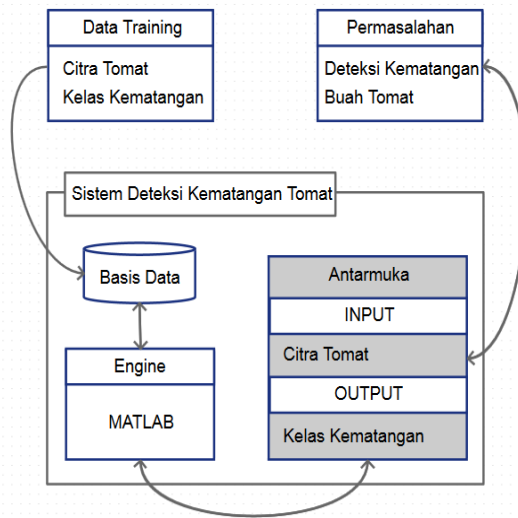 Data Training
Citra Tomat
Kelas Kematangan
Permasalahan
Deteksi Kematangan
Buah Tomat
Sistem Deteksi Kematangan Tomat
Basis Data
Engine
MATLAB
Antarmuka
INPUT
Citra Tomat
OUTPUT
Kelas Kematangan